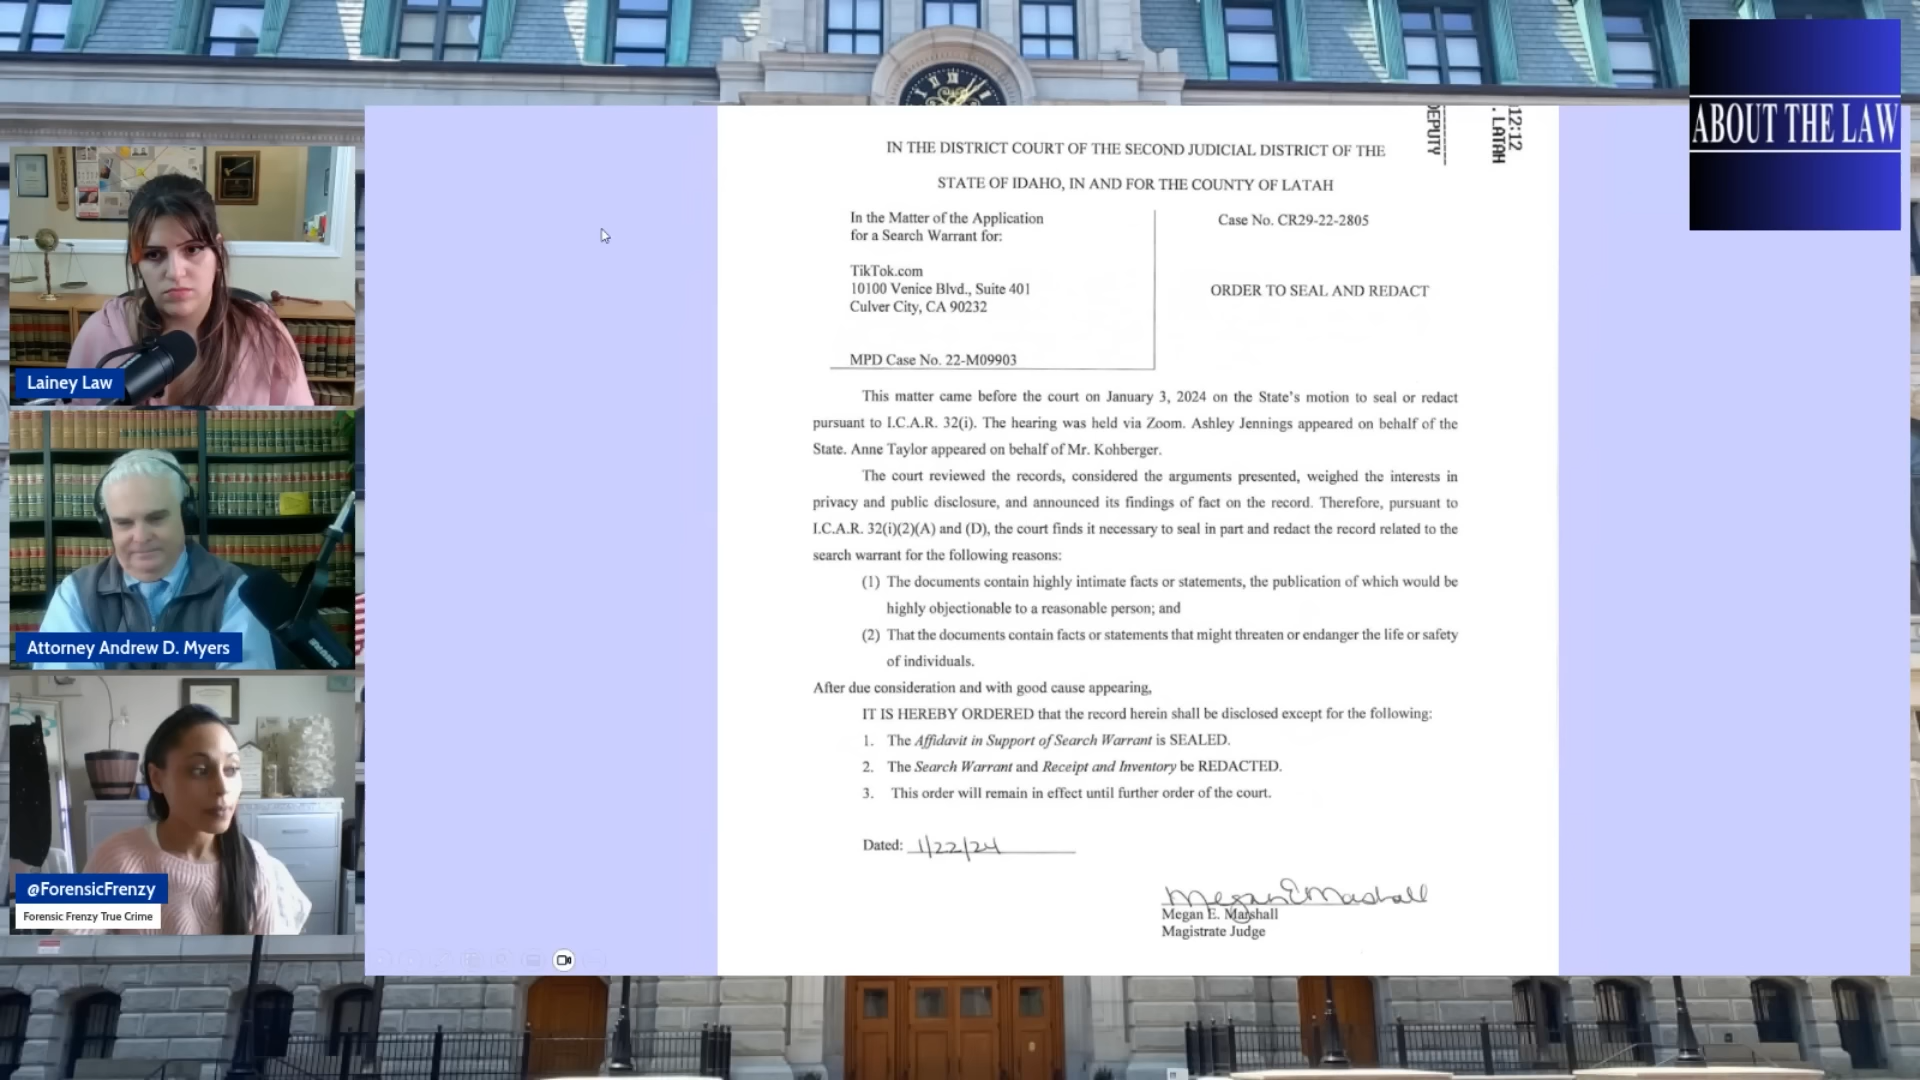 ABOUT THE LAW
12:12
. LATAH
DEPUTY
IN THE DISTRICT COURT OF THE SECOND JUDICIAL DISTRICT OF THE
STATE OF IDAHO, IN AND FOR THE COUNTY OF LATAH
In the Matter of the Application
for a Search Warrant for:
TikTok.com
10100 Venice Blvd., Suite 401
Culver City, CA 90232
MPD Case No. 22-M09903
Case No. CR29-22-2805
ORDER TO SEAL AND REDACT
This matter came before the court on January 3, 2024 on the State's motion to seal or redact
pursuant to I.C.A.R. 32(i). The hearing was held via Zoom. Ashley Jennings appeared on behalf of the
State. Anne Taylor appeared on behalf of Mr. Kohberger.
The court reviewed the records, considered the arguments presented, weighed the interests in
privacy and public disclosure, and announced its findings of fact on the record. Therefore, pursuant to
I.C.A.R. 32(i)(2)(A) and (D), the court finds it necessary to seal in part and redact the record related to the
search warrant for the following reasons:
(1) The documents contain highly intimate facts or statements, the publication of which would be
highly objectionable to a reasonable person; and
(2) That the documents contain facts or statements that might threaten or endanger the life or safety
of individuals.
After due consideration and with good cause appearing,
IT IS HEREBY ORDERED that the record herein shall be disclosed except for the following:
1. The Affidavit in Support of Search Warrant is SEALED.
2. The Search Warrant and Receipt and Inventory be REDACTED.
3. This order will remain in effect until further order of the court.
Dated: 1/22/24
Megan E Marshall
Megan E. Marshall
Magistrate Judge
Lainey Law
Attorney Andrew D. Myers
@ForensicFrenzy
Forensic Frenzy True Crime